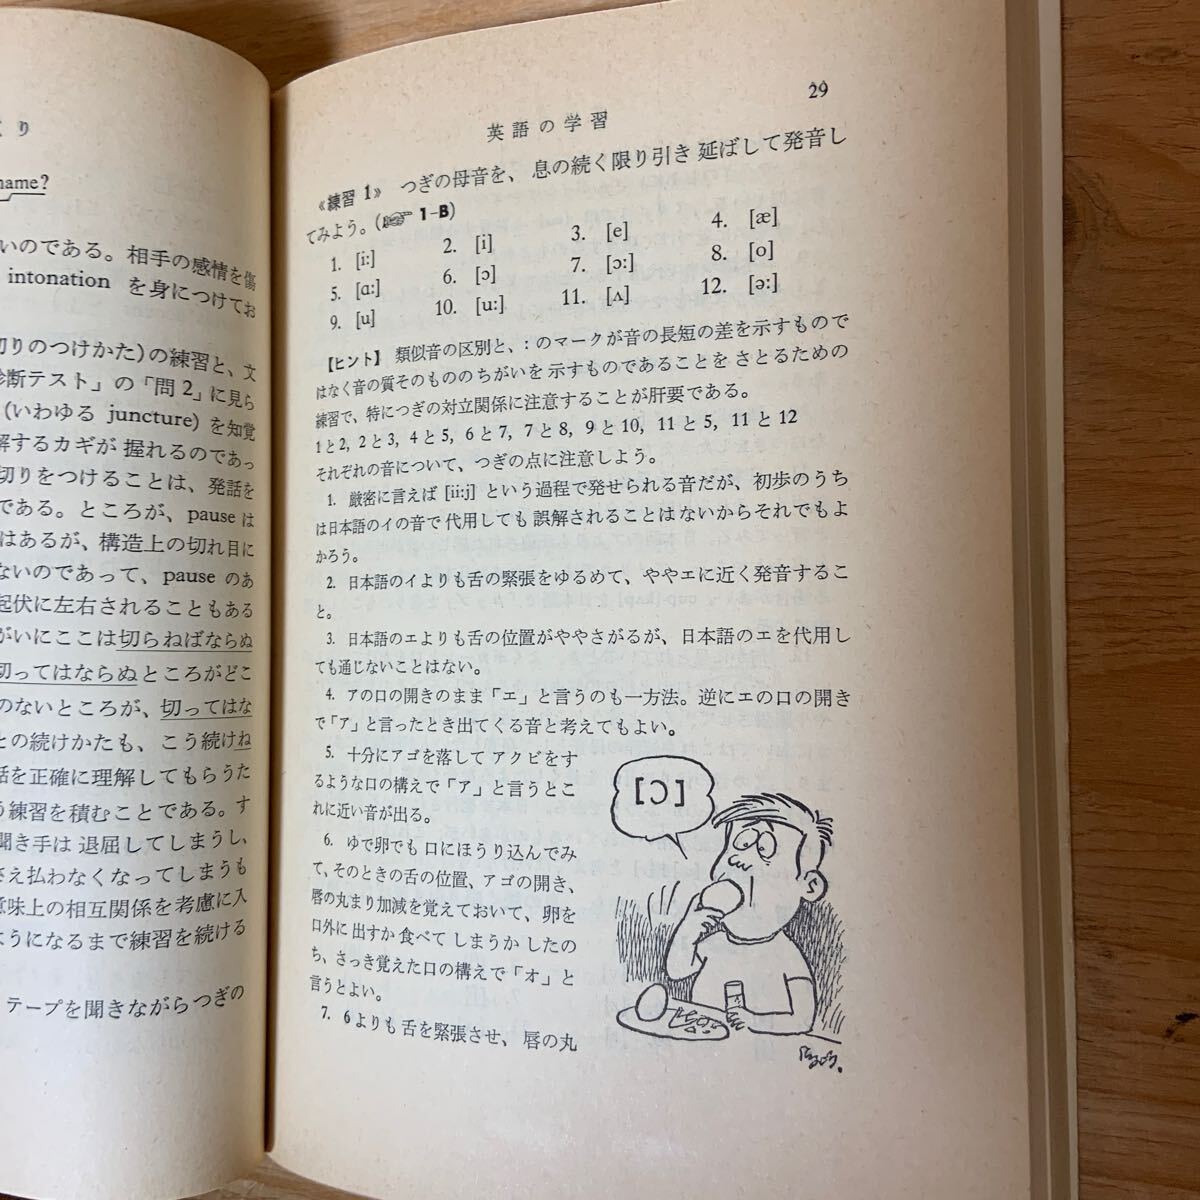 くり
name?
いのである。相手の感情を傷
intonation を身につけてお
切りのつけかた)の練習と、文
診断テスト」の「問2」に見ら
(いわゆる juncture) を知覚
解するカギが 握れるのであっ
切りをつけることは、発話を
である。ところが、pause は
はあるが、構造上の切れ目に
ないのであって、pause のあ
起伏に左右されることもある
がいにここは切らねばならぬ
切ってはならぬところがどこ
のないところが、切ってはな
との続けかたも、こう続けね
話を正確に理解してもらうた
う練習を積むことである。す
聞き手は 退屈してしまうし、
さえ払わなくなってしまうも
意味上の相互関係を考慮に入
ようになるまで練習を続ける
テープを聞きながらつぎの
29
英語の学習
《練習 1》 つぎの母音を、息の続く限り引き 延ばして発音し
てみよう。(☞ 1-B)
1. [i:] 2. [i] 3. [e] 4. [æ]
5. [ɑ:] 6. [ɔ] 7. [ɔ:] 8. [o]
9. [u] 10. [u:] 11. [ʌ] 12. [ə:]
【ヒント】 類似音の区別と、: のマークが音の長短の差を示すもので
はなく音の質そのもののちがいを 示すものであることを さとるための
練習で、特につぎの対立関係に注意することが肝要である。
1と2, 2と3, 4と5, 6と7, 7と8, 9と10, 11と5, 11と12
それぞれの音について、つぎの点に注意しよう。
1. 厳密に言えば [ii:j] という過程で発せられる音だが、初歩のうち
は日本語のイの音で 代用しても 誤解されることは ないからそれでもよ
かろう。
2. 日本語のイよりも舌の緊張をゆるめて、ややエに近く発音するこ
と。
3. 日本語のエよりも舌の位置がややさがるが、日本語のエを代用し
ても通じないことはない。
4. アの口の開きのまま「エ」と言うのも一方法。逆にエの口の開き
で「ア」と言ったとき出てくる音と考えてもよい。
5. 十分にアゴを落して アクビをす
るような口の構えで「ア」と言うとこ
れに近い音が出る。
6. ゆで卵でも 口にほうり込んでみ
て、そのときの舌の位置、アゴの開き、
唇の丸まり加減を覚えておいて、卵を
口外に 出すか 食べて しまうか したの
ち、さっき覚えた口の構えで「オ」と
言うとよい。
7. 6よりも 舌を緊張させ、唇の丸
[ɔ]